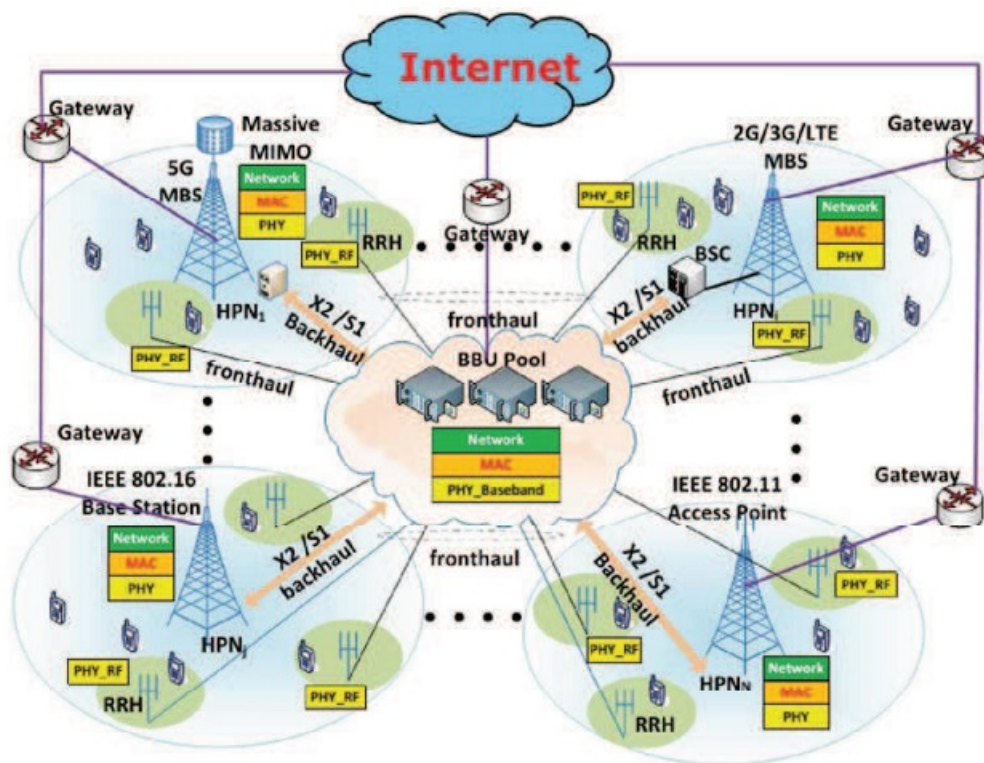 Internet
Gateway
Massive
MIMO
5G
MBS
Network
MAC
PHY
PHY_RF
RRH
HPN1
PHY_RF
X2 /S1
Backhaul
fronthaul
Gateway
fronthaul
2G/3G/LTE
MBS
Gateway
PHY_RF
RRH
BSC
Network
MAC
PHY
HPNi
PHY_RF
X2 /S1
backhaul
fronthaul
BBU Pool
Network
MAC
PHY_Baseband
Gateway
IEEE 802.16
Base Station
Network
MAC
PHY
X2 /S1
backhaul
HPNj
PHY_RF
RRH
PHY_RF
fronthaul
Gateway
IEEE 802.11
Access Point
PHY_RF
X2 /S1
Backhaul
PHY_RF
HPNN
Network
MAC
PHY
PHY_RF
RRH